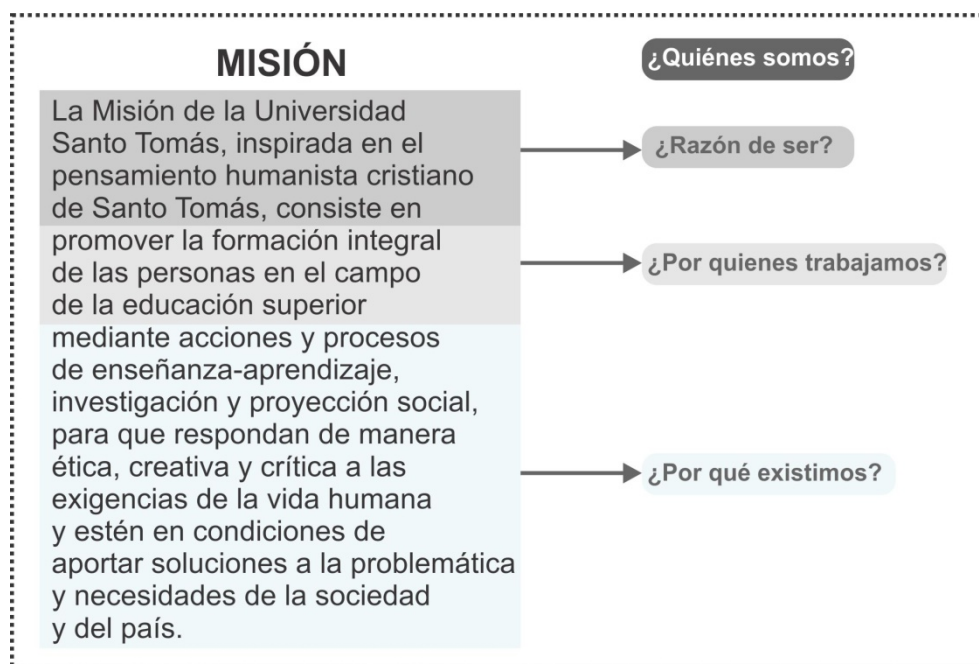 MISIÓN
¿Quiénes somos?
La Misión de la Universidad
Santo Tomás, inspirada en el
pensamiento humanista cristiano
de Santo Tomás, consiste en
¿Razón de ser?
promover la formación integral
de las personas en el campo
de la educación superior
¿Por quienes trabajamos?
mediante acciones y procesos
de enseñanza-aprendizaje,
investigación y proyección social,
para que respondan de manera
ética, creativa y crítica a las
exigencias de la vida humana
y estén en condiciones de
aportar soluciones a la problemática
y necesidades de la sociedad
y del país.
¿Por qué existimos?